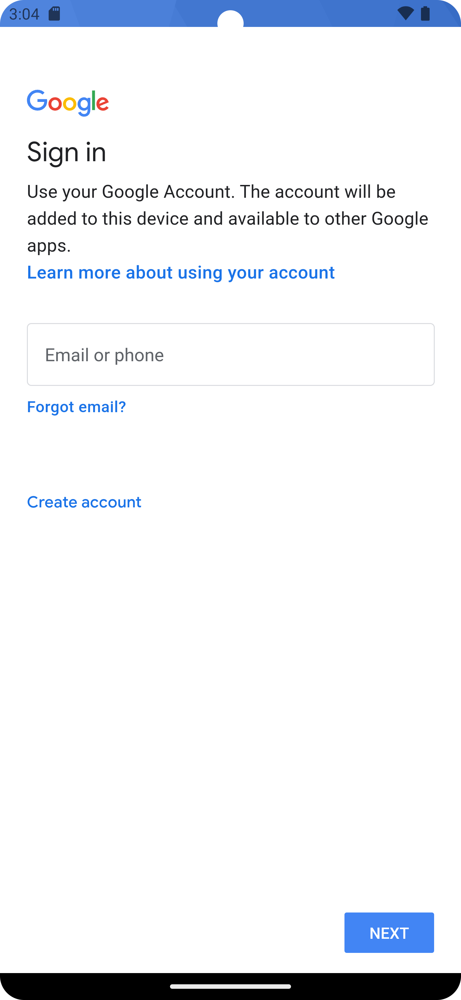 3:04
Google
Sign in
Use your Google Account. The account will be
added to this device and available to other Google
apps.
Learn more about using your account
Email or phone
Forgot email?
Create account
NEXT